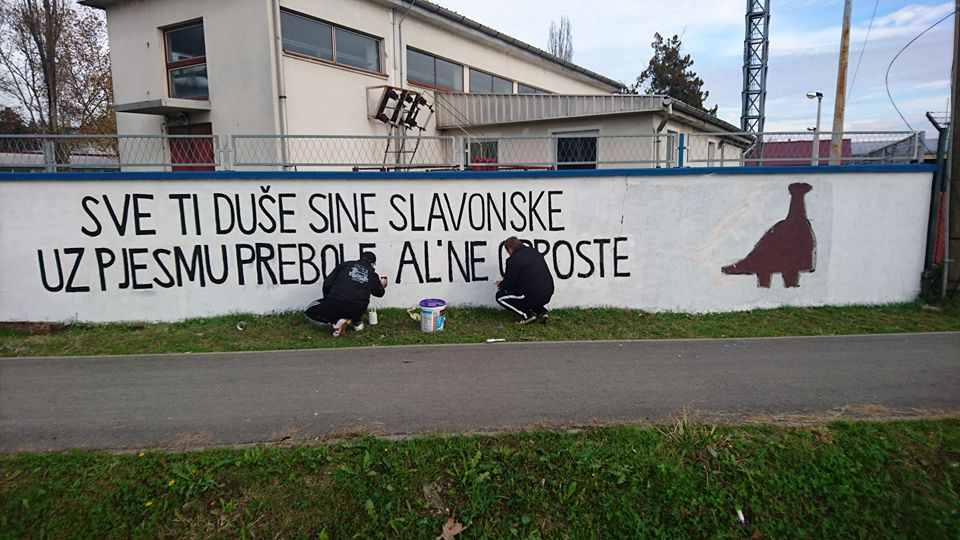 SVE TI DUŠE SINE SLAVONSKE
UZ PJESMU PREBOLE AL' NE OPROSTE